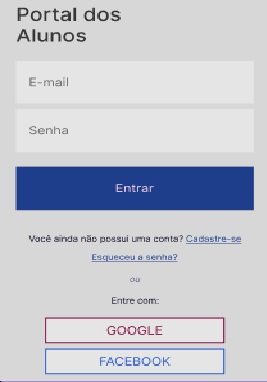 Portal dos
Alunos
E-mail
Senha
Entrar
Você ainda não possui uma conta? Cadastre-se
Esqueceu a senha?
ou
Entre com:
GOOGLE
FACEBOOK